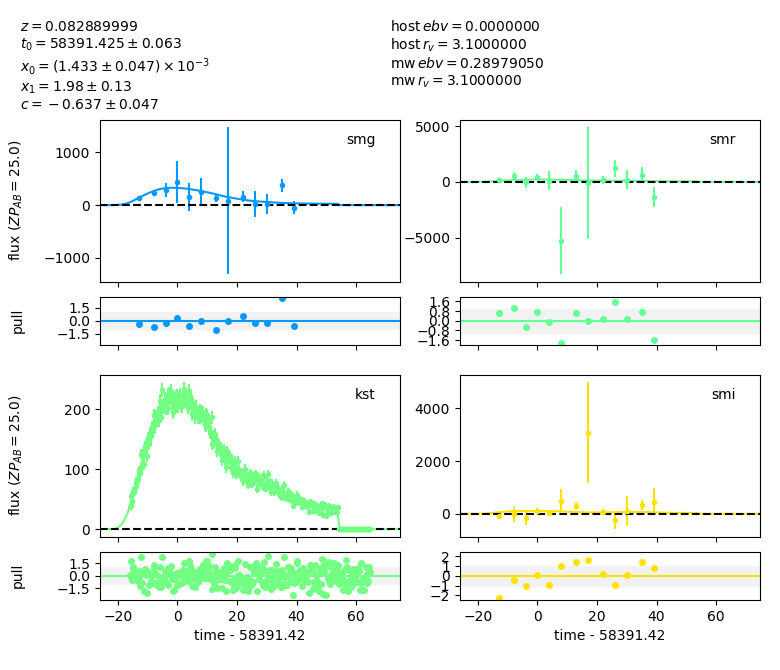 z = 0.082889999
t₀ = 58391.425 ± 0.063
x₀ = (1.433 ± 0.047) × 10⁻³
x₁ = 1.98 ± 0.13
c = −0.637 ± 0.047
host ebv = 0.0000000
host r_v = 3.1000000
mw ebv = 0.28979050
mw r_v = 3.1000000
smg
1000
0
−1000
flux (ZP_AB = 25.0)
smr
5000
0
−5000
1.5
0.0
−1.5
pull
1.6
0.8
0.0
−0.8
−1.6
kst
200
100
0
flux (ZP_AB = 25.0)
smi
4000
2000
0
1.5
0.0
−1.5
pull
−20 0 20 40 60
time - 58391.42
2
1
0
−1
−2
−20 0 20 40 60
time - 58391.42